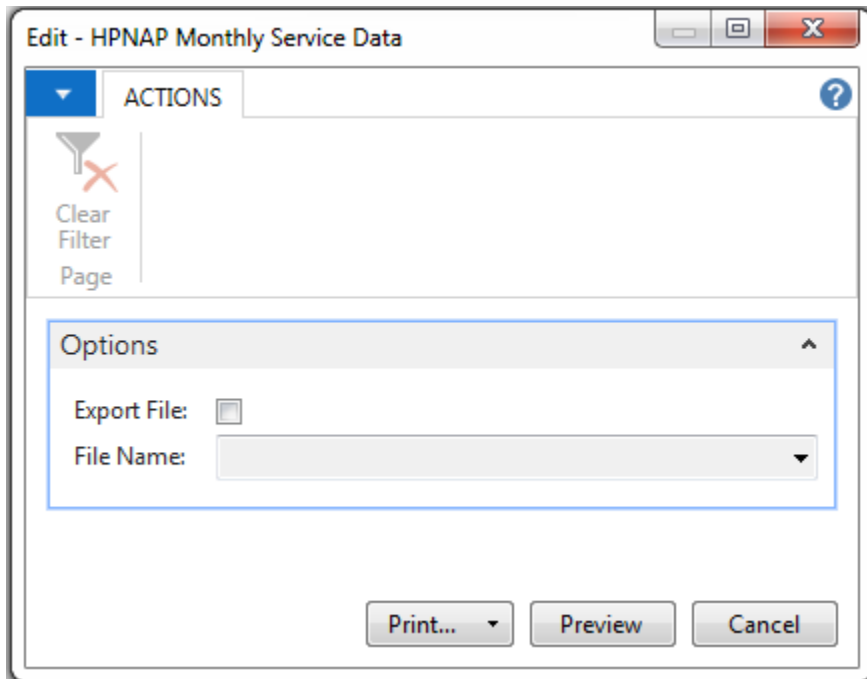 Edit - HPNAP Monthly Service Data
ACTIONS
?
Clear
Filter
Page
Options
Export File:
File Name:
Print...
Preview
Cancel